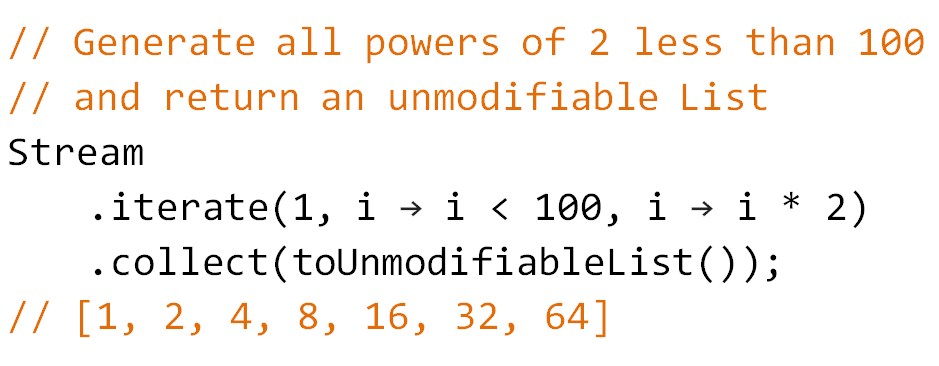 // Generate all powers of 2 less than 100
// and return an unmodifiable List
Stream
    .iterate(1, i → i < 100, i → i * 2)
    .collect(toUnmodifiableList());
// [1, 2, 4, 8, 16, 32, 64]